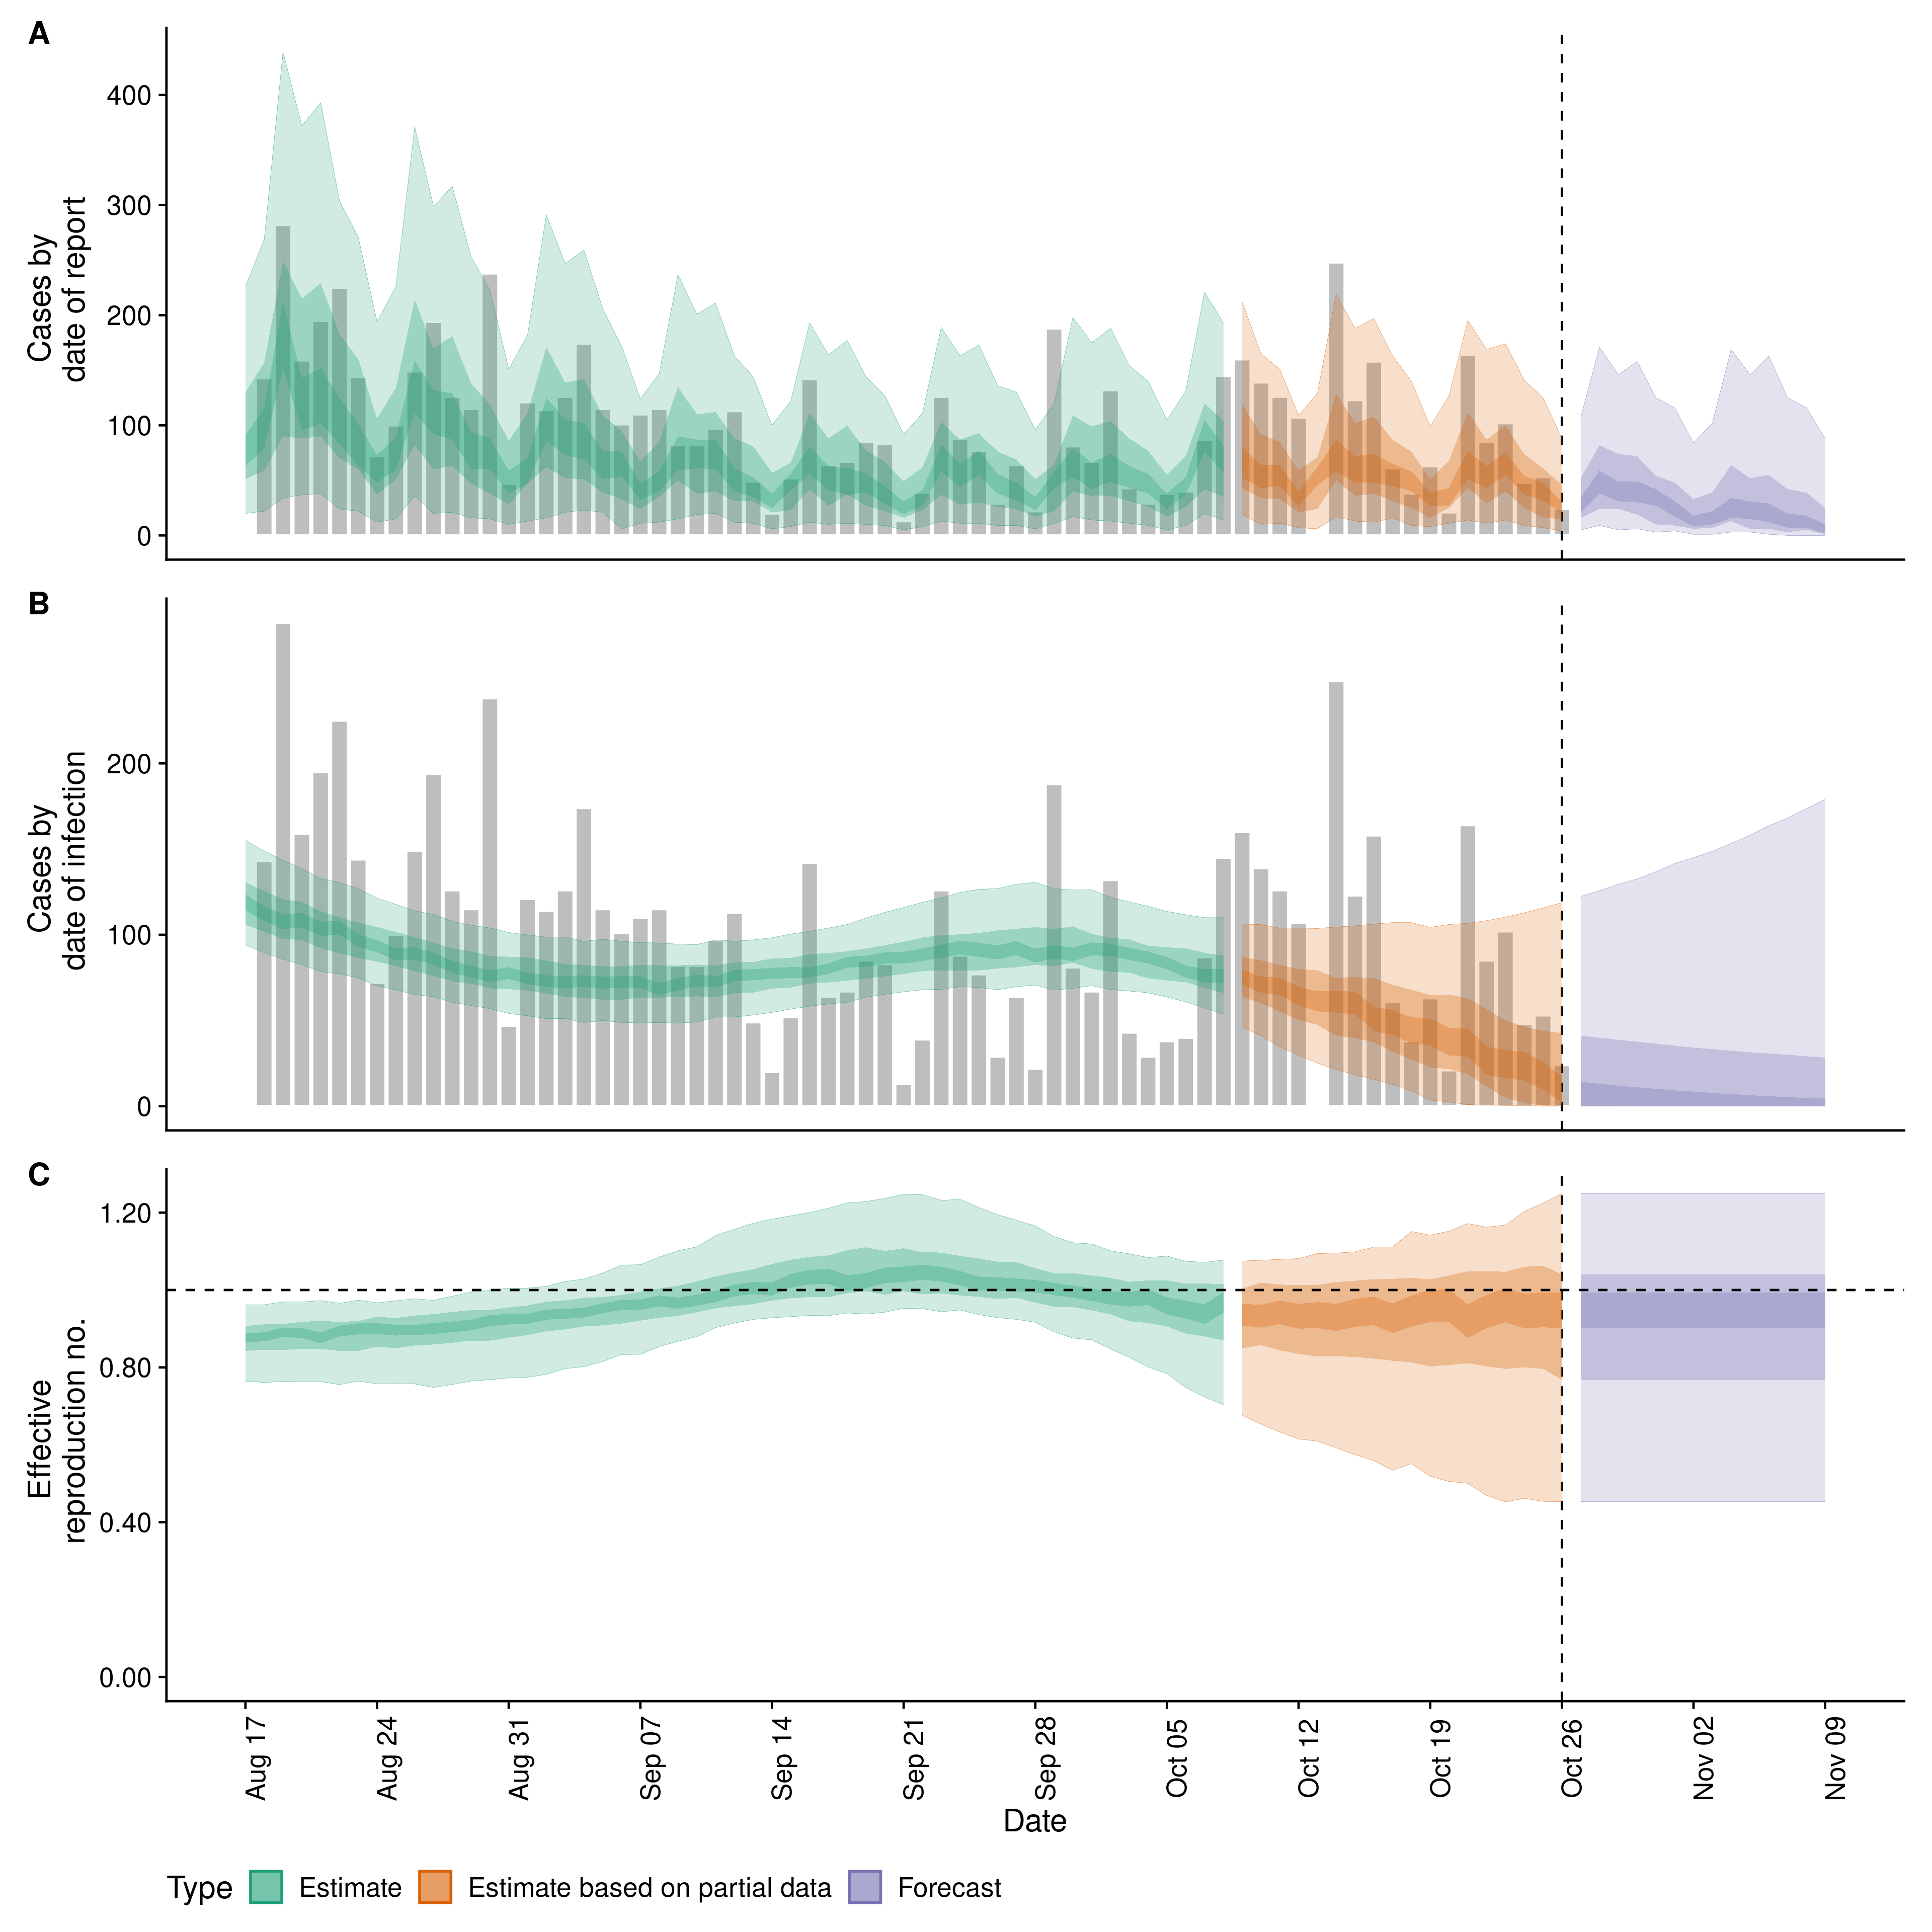 A
Cases by
date of report
400
300
200
100
0
B
Cases by
date of infection
200
100
0
C
Effective
reproduction no.
1.20
0.80
0.40
0.00
Aug 17
Aug 24
Aug 31
Sep 07
Sep 14
Sep 21
Sep 28
Oct 05
Oct 12
Oct 19
Oct 26
Nov 02
Nov 09
Date
Type Estimate Estimate based on partial data Forecast